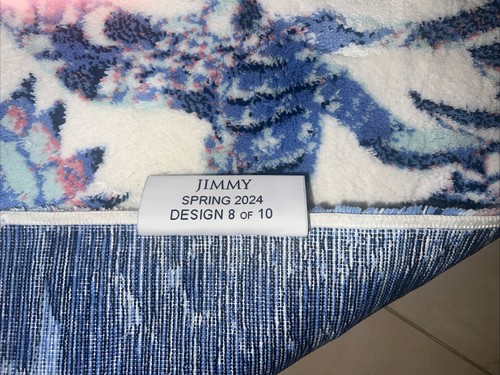 JIMMY
SPRING 2024
DESIGN 8 OF 10